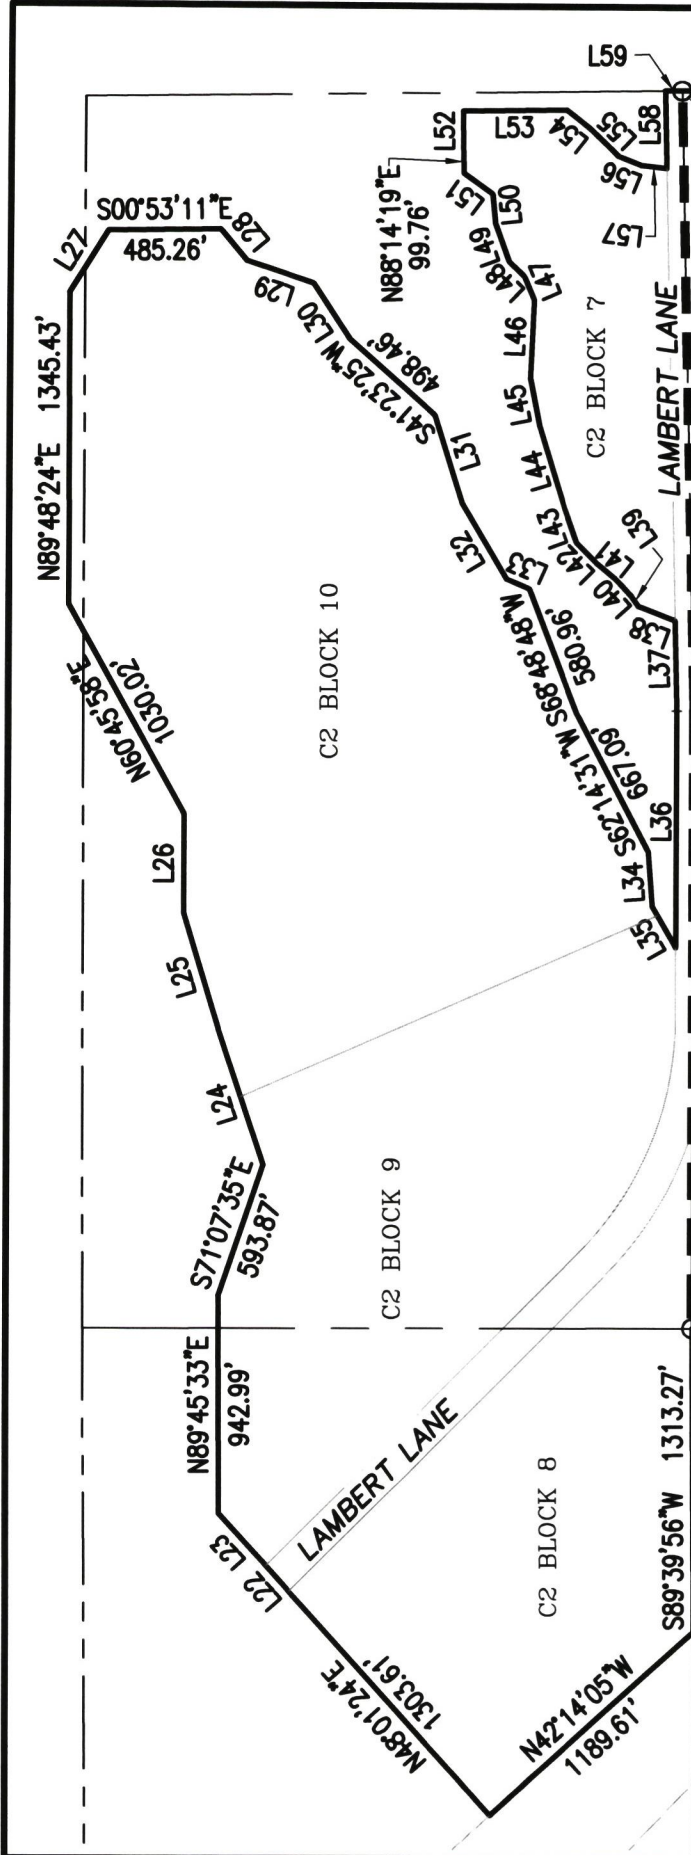 L59
L58
L57
L56
L55
L54
L53
L52
N88°14'19"E
99.76'
L51
L50
L49
L48
L47
L46
L45
L44
L43
L42
L41
L40
L39
L38
L37
L36
L35
L34
S62°14'31"W
667.09'
S68°48'48"W
580.96'
L33
L32
L31
S41°23'25"W
498.46'
L30
L29
L28
S00°53'11"E
485.26'
L27
N89°48'24"E 1345.43'
N60°45'58"E
1030.02'
L26
L25
L24
S71°07'35"E
593.87'
N89°45'33"E
942.99'
L23
L22
N48°01'24"E
1303.61'
N42°14'05"W
1189.61'
S89°39'56"W 1313.27'
C2 BLOCK 7
C2 BLOCK 10
C2 BLOCK 9
C2 BLOCK 8
LAMBERT LANE
LAMBERT LANE